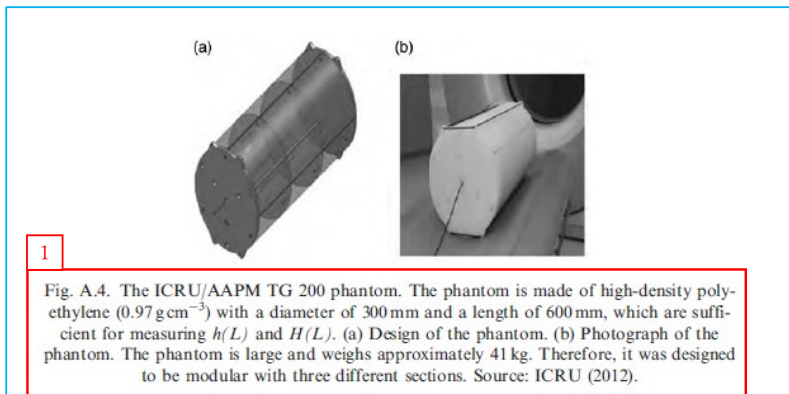 (a)
(b)
1
Fig. A.4. The ICRU/AAPM TG 200 phantom. The phantom is made of high-density poly-
ethylene (0.97 g cm⁻³) with a diameter of 300 mm and a length of 600 mm, which are suffi-
cient for measuring h(L) and H(L). (a) Design of the phantom. (b) Photograph of the
phantom. The phantom is large and weighs approximately 41 kg. Therefore, it was designed
to be modular with three different sections. Source: ICRU (2012).